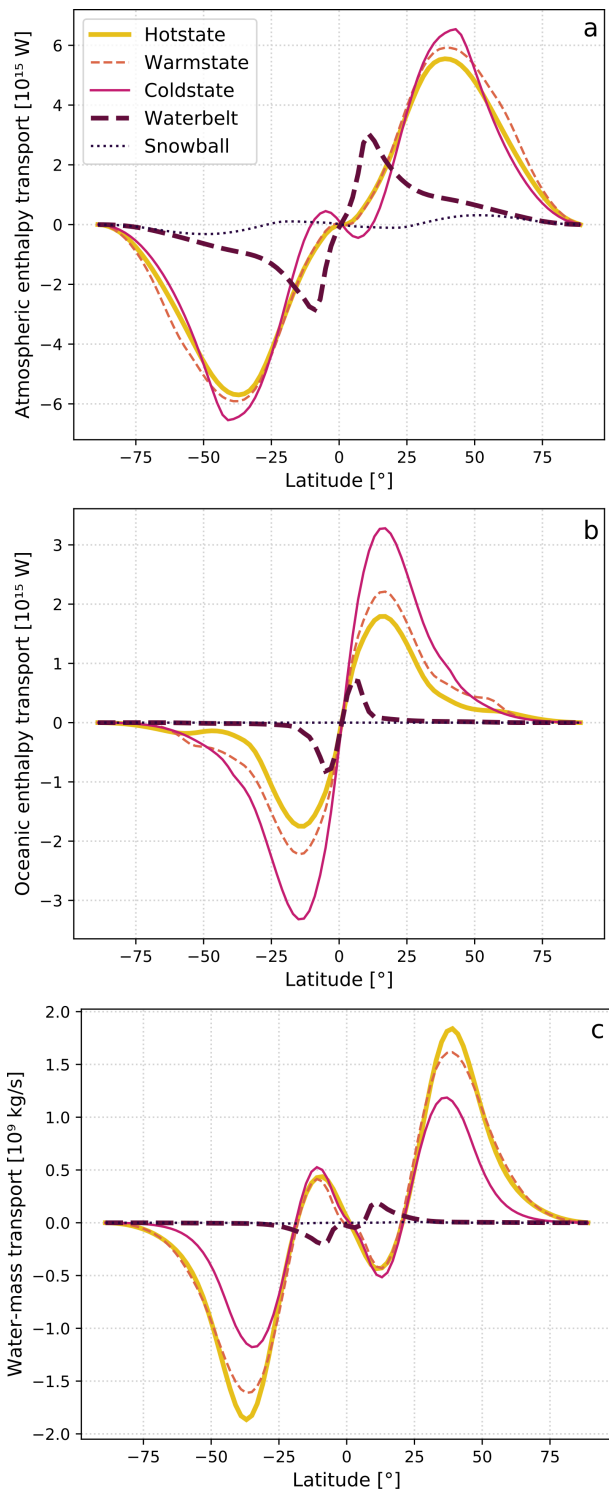 a
Hotstate
Warmstate
Coldstate
Waterbelt
Snowball
Atmospheric enthalpy transport [10¹⁵ W]
6
4
2
0
−2
−4
−6
−75 −50 −25 0 25 50 75
Latitude [°]
b
Oceanic enthalpy transport [10¹⁵ W]
3
2
1
0
−1
−2
−3
−75 −50 −25 0 25 50 75
Latitude [°]
c
Water-mass transport [10⁹ kg/s]
2.0
1.5
1.0
0.5
0.0
−0.5
−1.0
−1.5
−2.0
−75 −50 −25 0 25 50 75
Latitude [°]